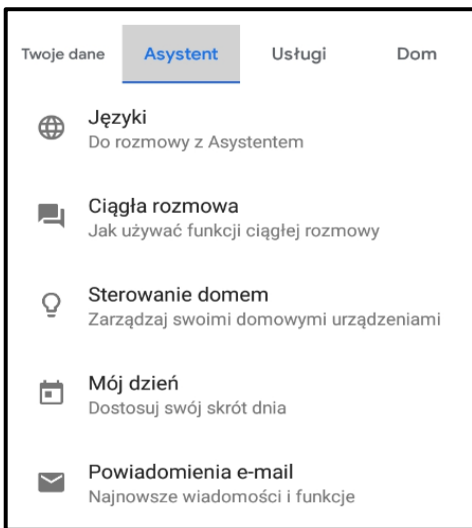 Twoje dane Asystent Usługi Dom
Języki
Do rozmowy z Asystentem
Ciągła rozmowa
Jak używać funkcji ciągłej rozmowy
Sterowanie domem
Zarządzaj swoimi domowymi urządzeniami
Mój dzień
Dostosuj swój skrót dnia
Powiadomienia e-mail
Najnowsze wiadomości i funkcje